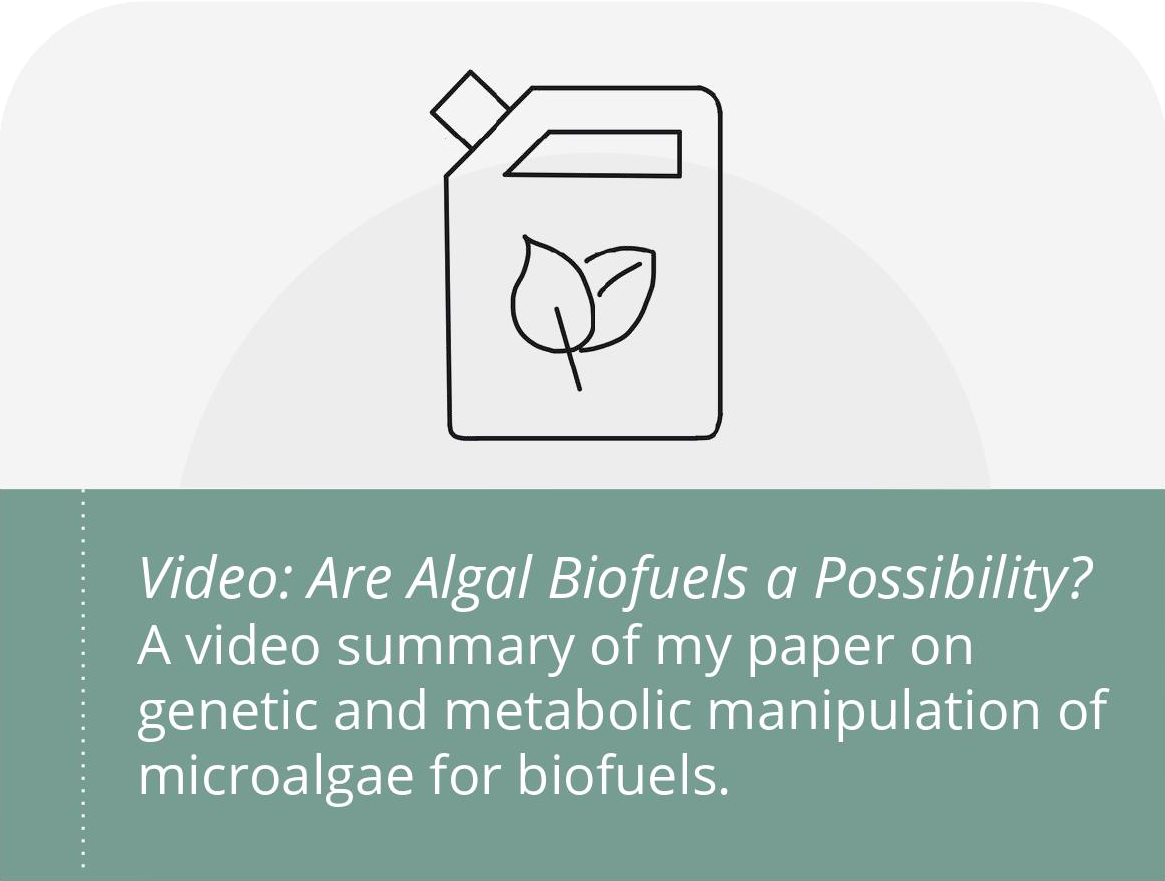 Video: Are Algal Biofuels a Possibility?
A video summary of my paper on
genetic and metabolic manipulation of
microalgae for biofuels.